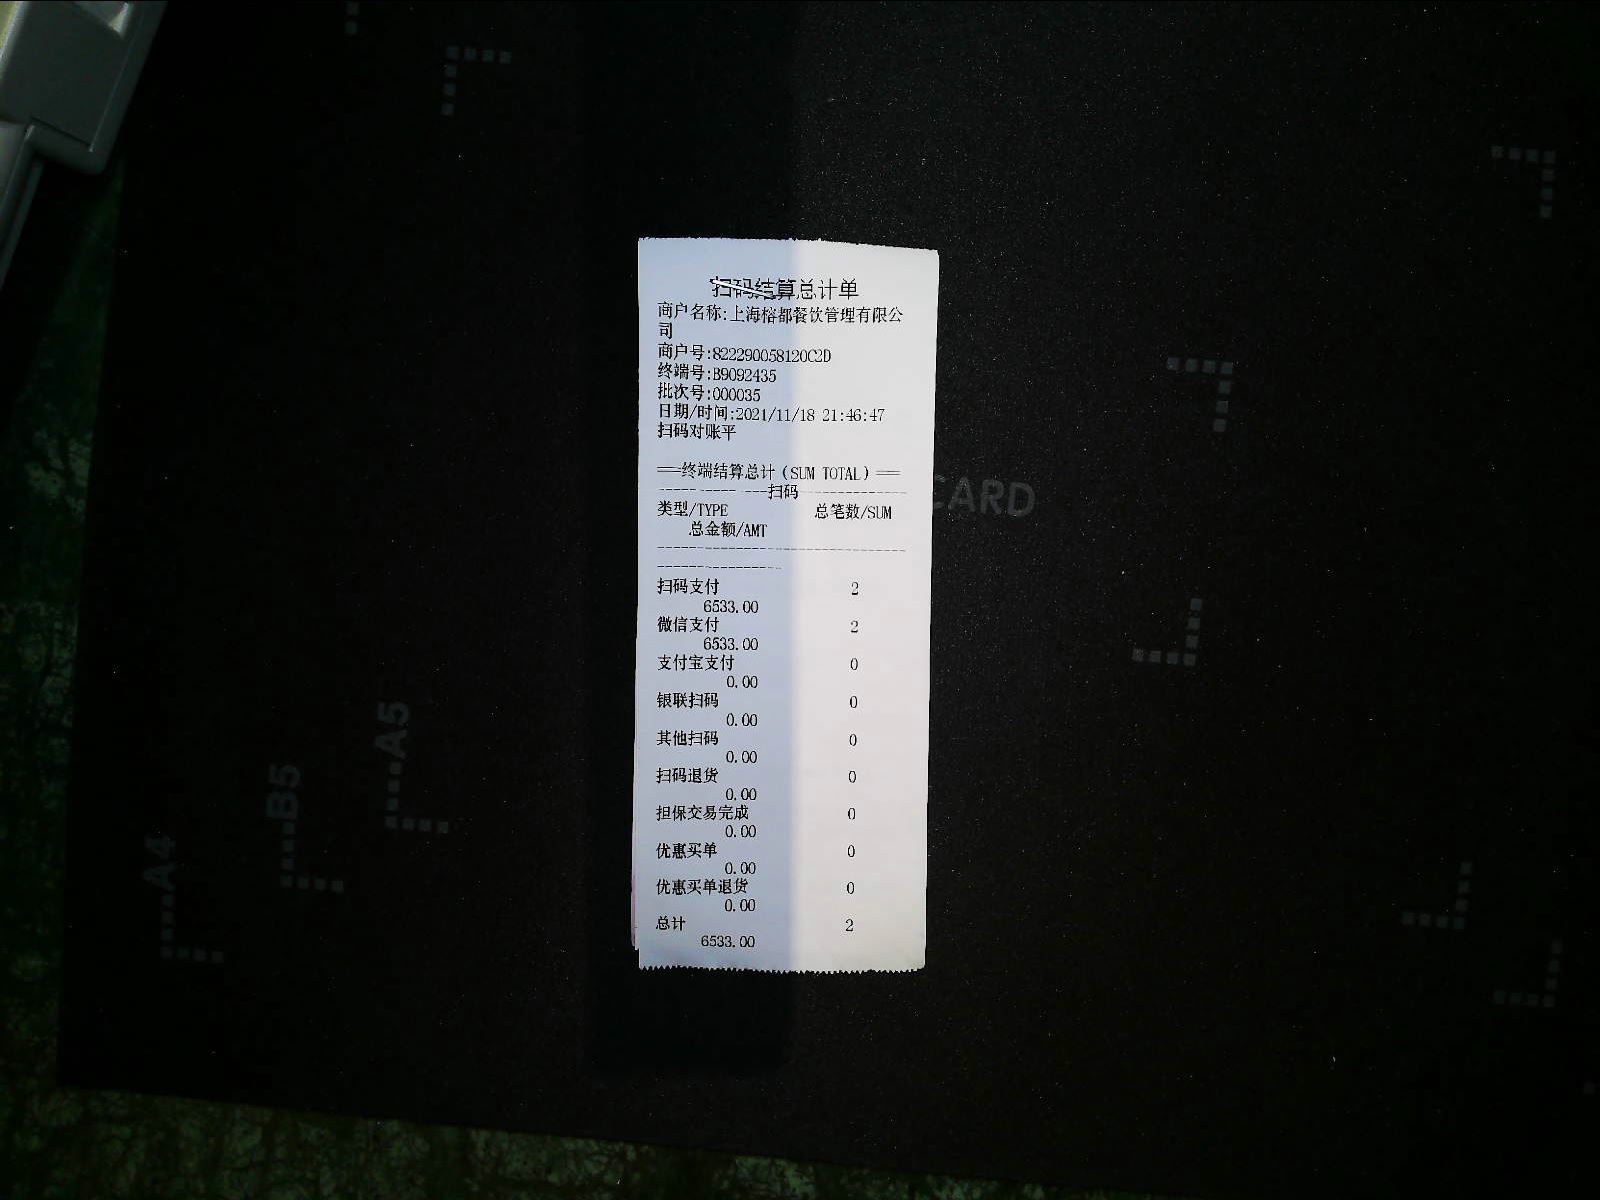 扫码结算总计单
商户名称:上海榕都餐饮管理有限公
司
商户号:822290058120C2D
终端号:B9092435
批次号:000035
日期/时间:2021/11/18 21:46:47
扫码对账平
===终端结算总计(SUM TOTAL)===
--------------扫码--------------
类型/TYPE 总笔数/SUM
总金额/AMT
--------------------------------
----------------
扫码支付 2
6533.00
微信支付 2
6533.00
支付宝支付 0
0.00
银联扫码 0
0.00
其他扫码 0
0.00
扫码退货 0
0.00
担保交易完成 0
0.00
优惠买单 0
0.00
优惠买单退货 0
0.00
总计 2
6533.00
CARD
A5
B5
A4